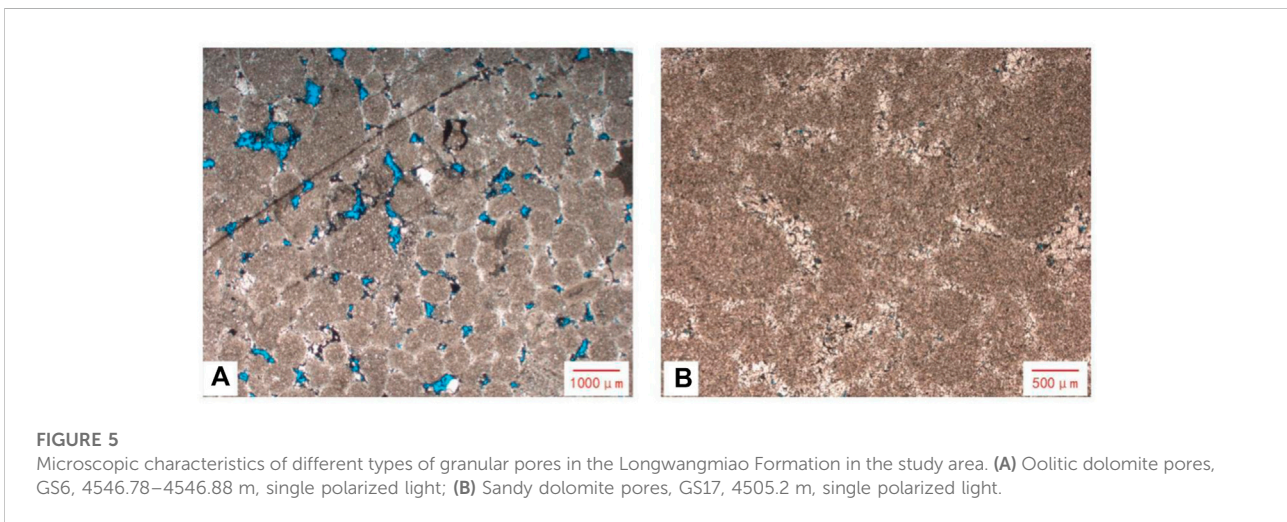 A
1000 μm
B
500 μm
FIGURE 5
Microscopic characteristics of different types of granular pores in the Longwangmiao Formation in the study area. (A) Oolitic dolomite pores,
GS6, 4546.78–4546.88 m, single polarized light; (B) Sandy dolomite pores, GS17, 4505.2 m, single polarized light.